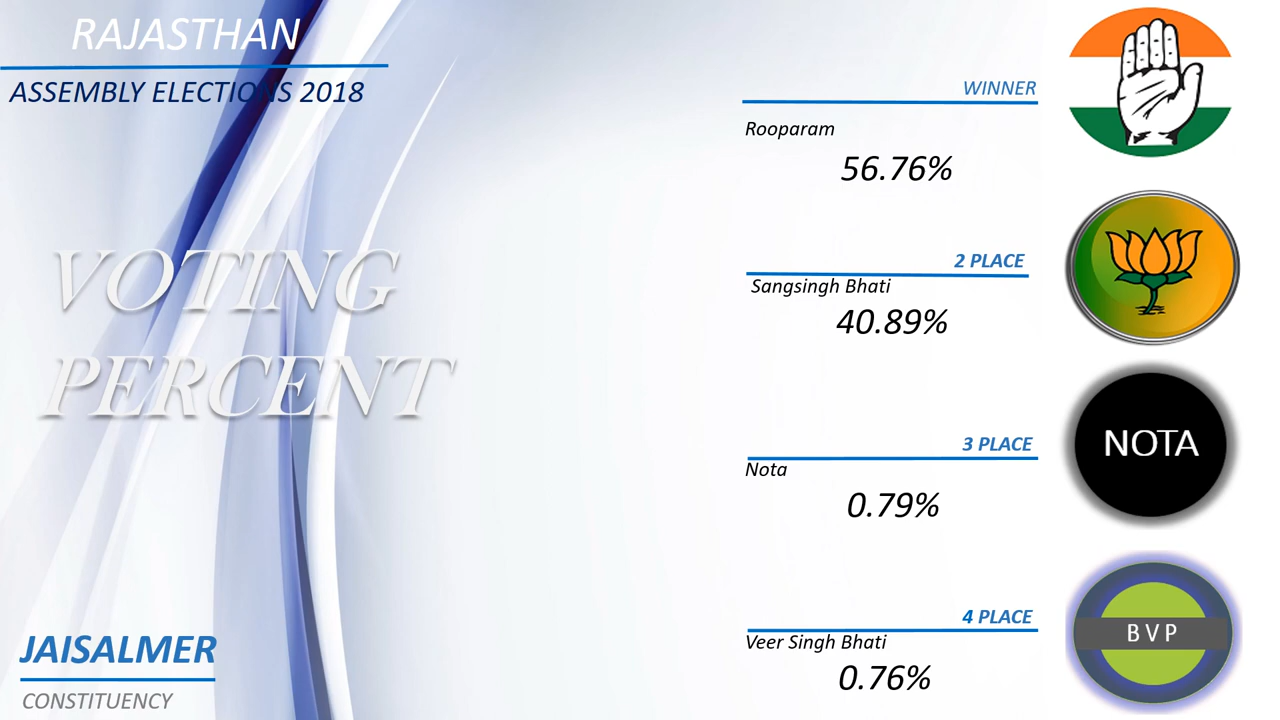 RAJASTHAN
ASSEMBLY ELECTIONS 2018
VOTING
PERCENT
JAISALMER
CONSTITUENCY
WINNER
Rooparam
56.76%
2 PLACE
Sangsingh Bhati
40.89%
3 PLACE
Nota
0.79%
NOTA
4 PLACE
Veer Singh Bhati
0.76%
BVP